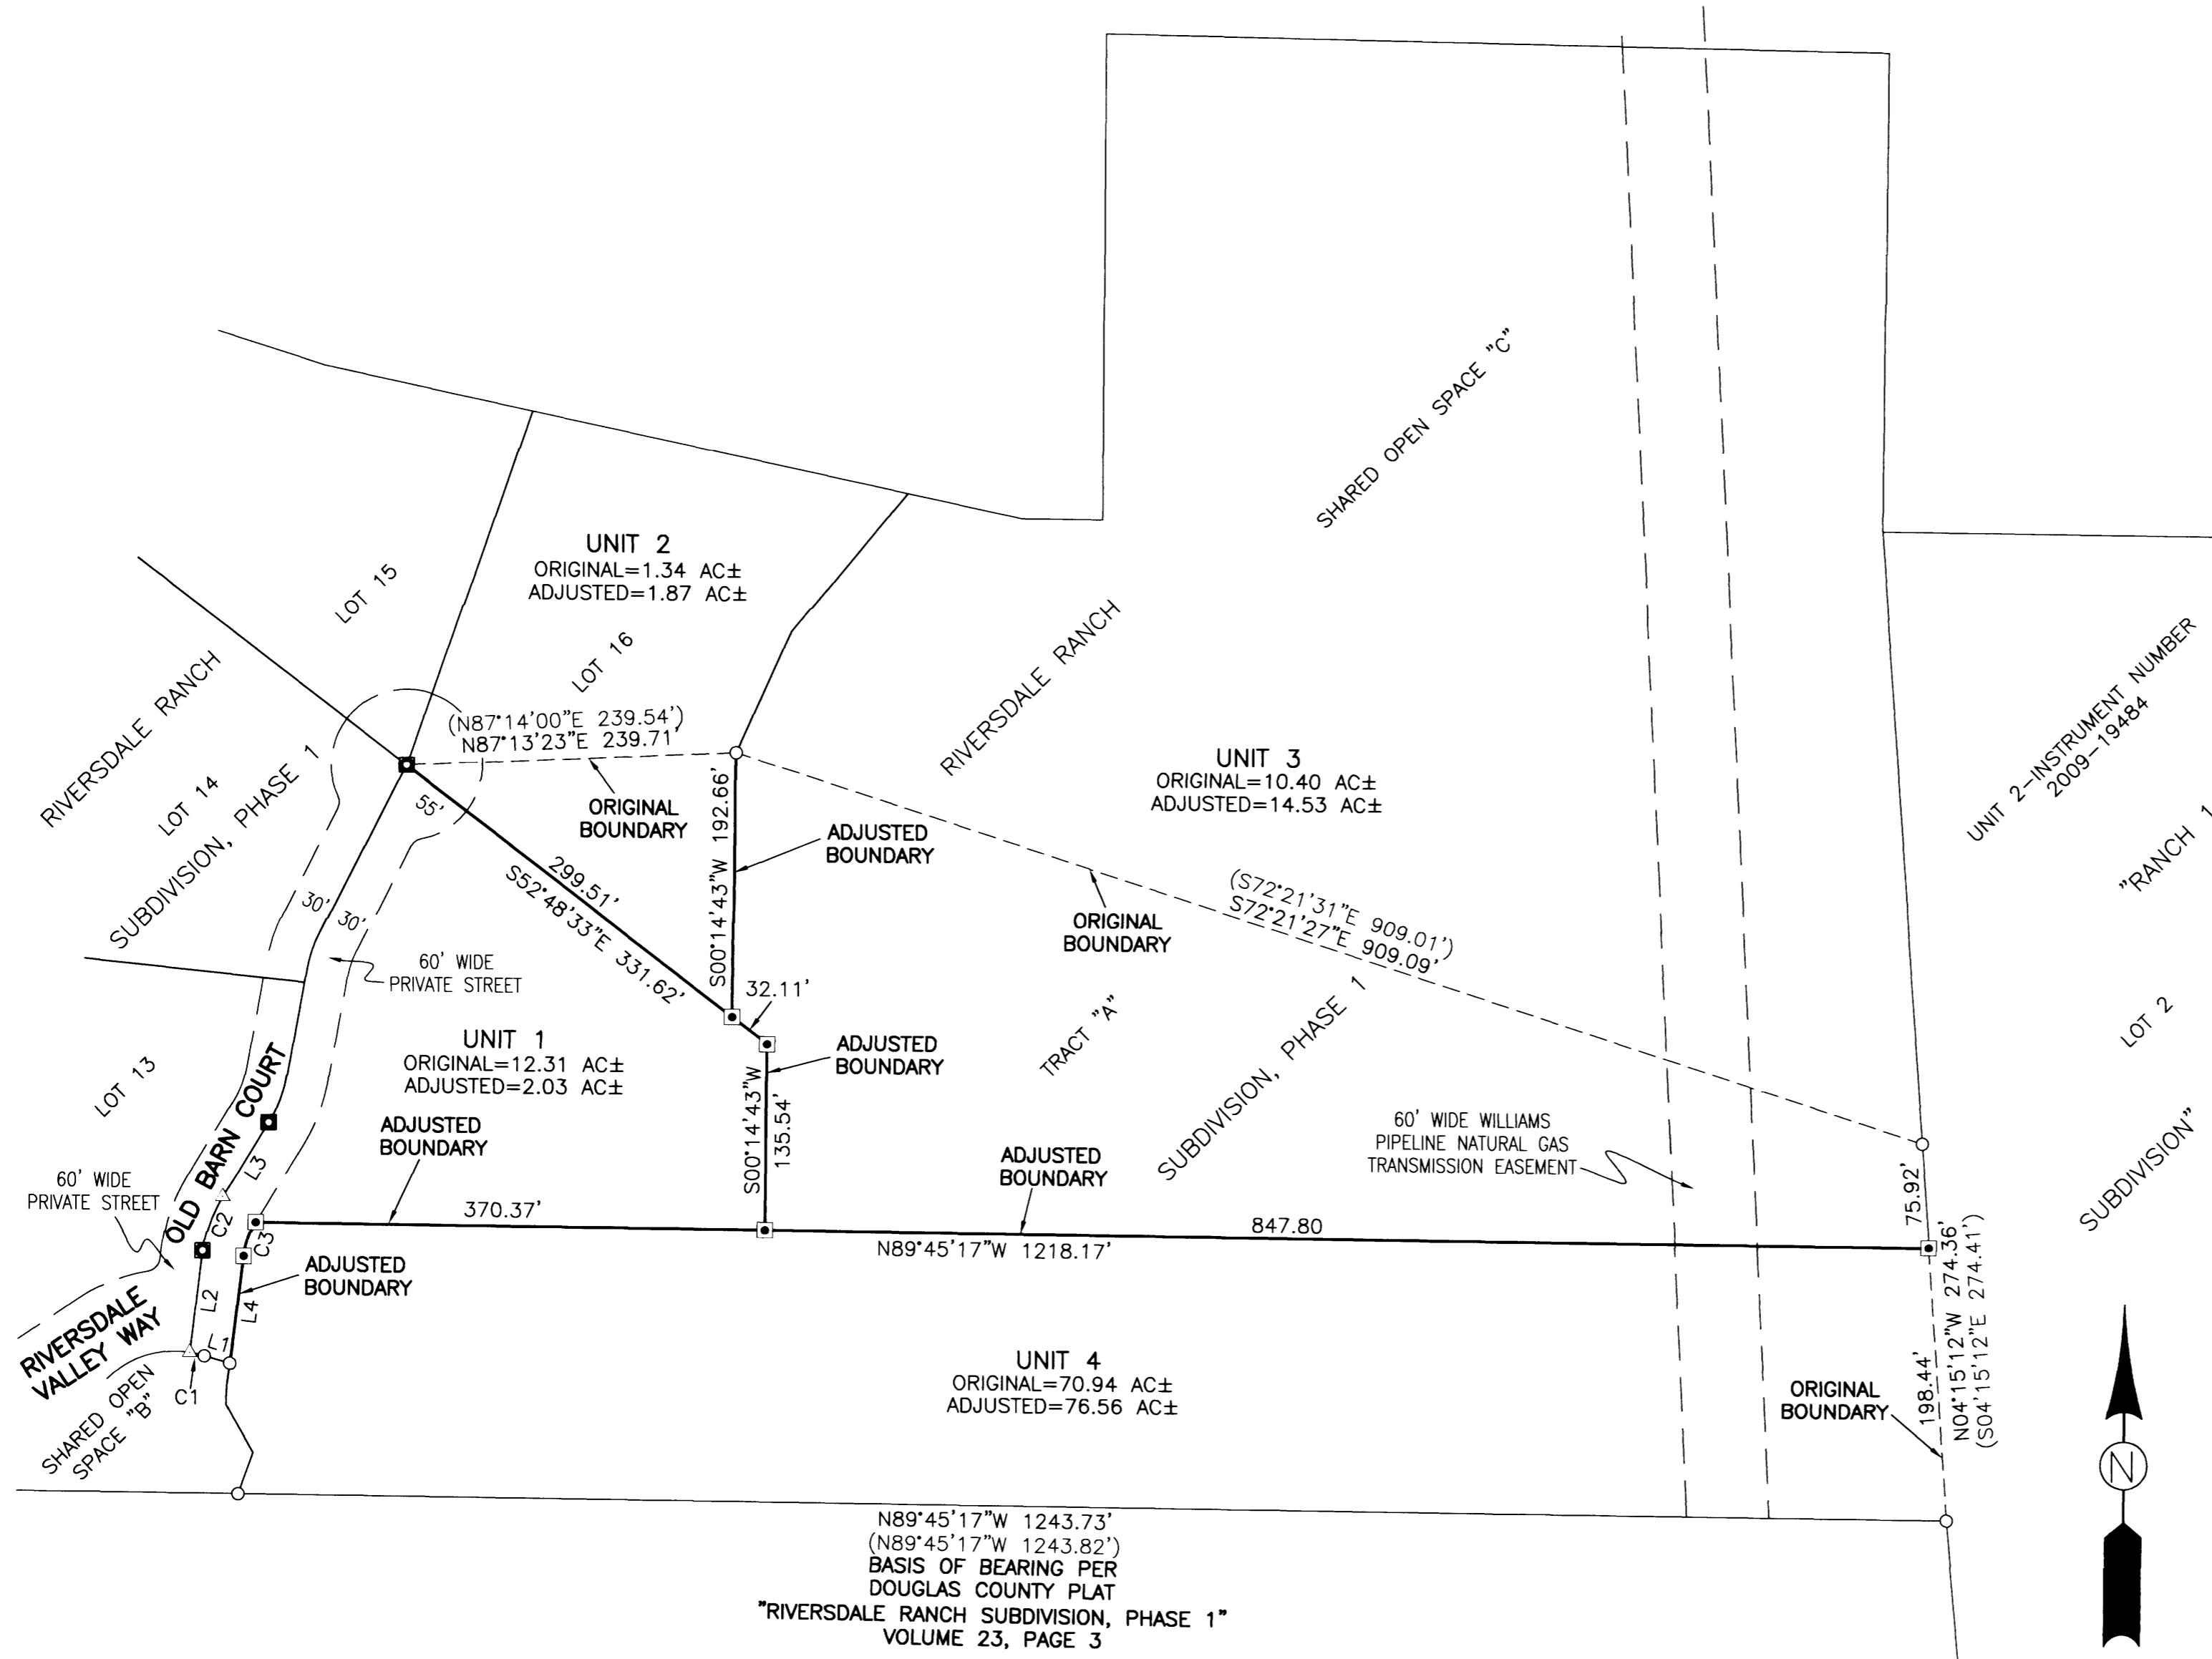 SHARED OPEN SPACE "C"
UNIT 2
ORIGINAL=1.34 AC±
ADJUSTED=1.87 AC±
LOT 15
LOT 16
RIVERSDALE RANCH
LOT 14
SUBDIVISION, PHASE 1
(N87°14'00"E 239.54')
N87°13'23"E 239.71'
ORIGINAL
BOUNDARY
55'
RIVERSDALE RANCH
UNIT 3
ORIGINAL=10.40 AC±
ADJUSTED=14.53 AC±
UNIT 2-INSTRUMENT NUMBER
2009-19484
"RANCH 1
LOT 2
SUBDIVISION"
S00°14'43"W 192.66'
ADJUSTED
BOUNDARY
299.51'
S52°48'33"E 331.62'
32.11'
30'
30'
60' WIDE
PRIVATE STREET
ORIGINAL
BOUNDARY
(S72°21'31"E 909.01')
S72°21'27"E 909.09'
TRACT "A"
SUBDIVISION, PHASE 1
UNIT 1
ORIGINAL=12.31 AC±
ADJUSTED=2.03 AC±
ADJUSTED
BOUNDARY
S00°14'43"W
135.54'
LOT 13
OLD BARN COURT
ADJUSTED
BOUNDARY
60' WIDE
PRIVATE STREET
L3
C2
C3
370.37'
ADJUSTED
BOUNDARY
60' WIDE WILLIAMS
PIPELINE NATURAL GAS
TRANSMISSION EASEMENT
847.80
N89°45'17"W 1218.17'
75.92'
N04°15'12"W 274.36'
(S04°15'12"E 274.41')
198.44'
ADJUSTED
BOUNDARY
L2
L4
L1
C1
RIVERSDALE
VALLEY WAY
SHARED OPEN
SPACE "B"
UNIT 4
ORIGINAL=70.94 AC±
ADJUSTED=76.56 AC±
ORIGINAL
BOUNDARY
N
N89°45'17"W 1243.73'
(N89°45'17"W 1243.82')
BASIS OF BEARING PER
DOUGLAS COUNTY PLAT
"RIVERSDALE RANCH SUBDIVISION, PHASE 1"
VOLUME 23, PAGE 3